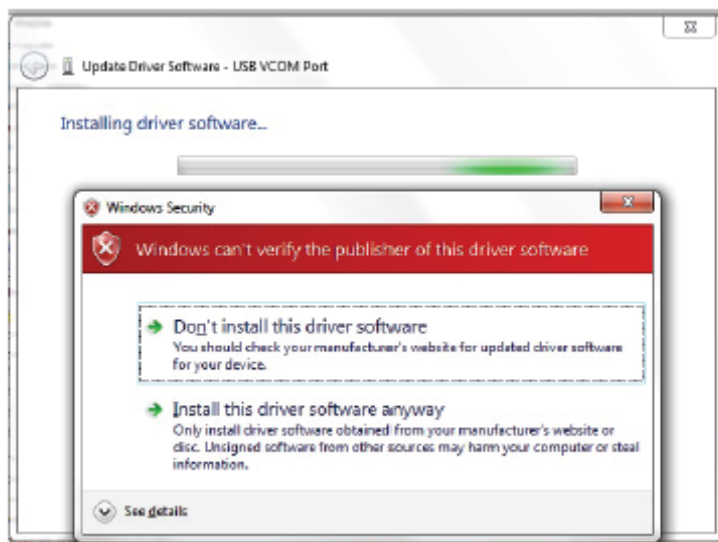 Update Driver Software - USB VCOM Port
Installing driver software...
Windows Security
Windows can't verify the publisher of this driver software
Don't install this driver software
You should check your manufacturer's website for updated driver software
for your device.
Install this driver software anyway
Only install driver software obtained from your manufacturer's website or
disc. Unsigned software from other sources may harm your computer or steal
information.
See details